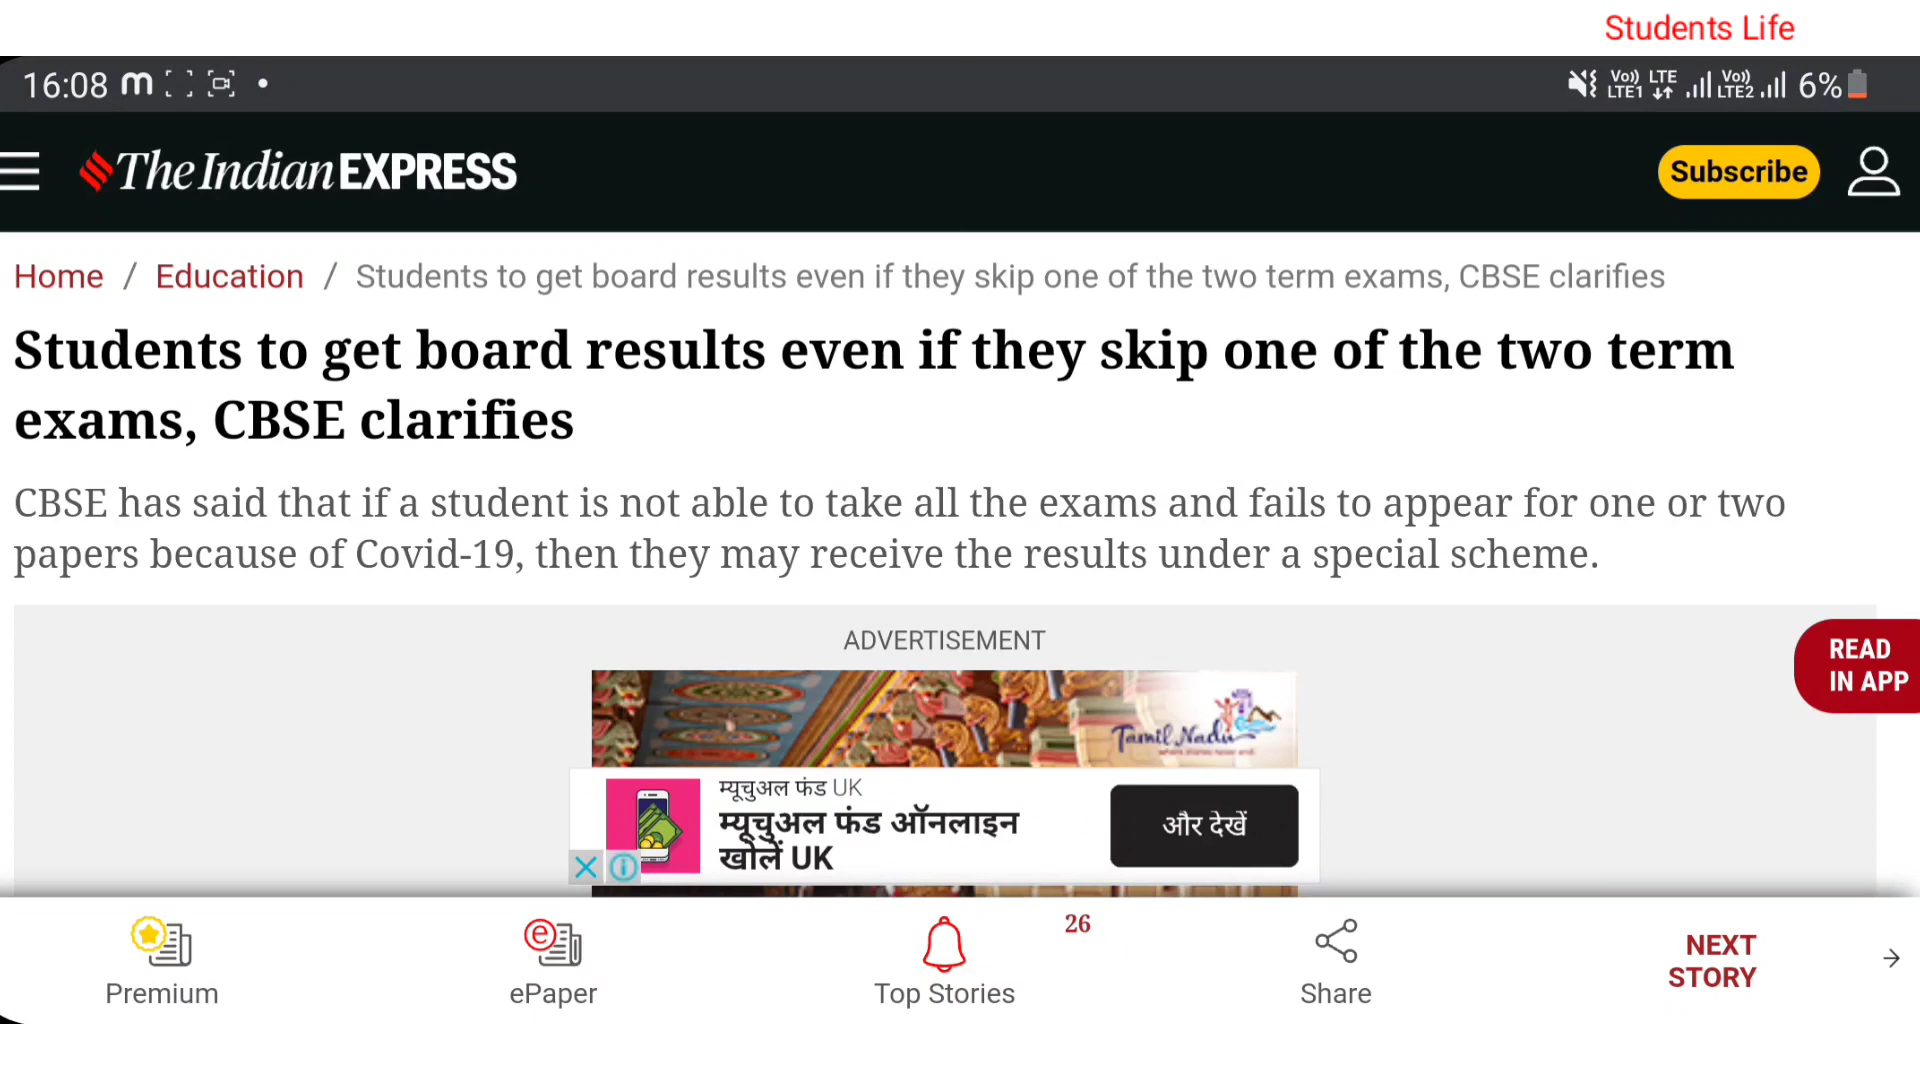 Students Life
16:08 m
Vo)) LTE Vo)) 6%
LTE1 LTE2
The Indian EXPRESS
Subscribe
Home / Education / Students to get board results even if they skip one of the two term exams, CBSE clarifies
Students to get board results even if they skip one of the two term
exams, CBSE clarifies
CBSE has said that if a student is not able to take all the exams and fails to appear for one or two
papers because of Covid-19, then they may receive the results under a special scheme.
ADVERTISEMENT
READ
IN APP
Tamil Nadu
म्यूचुअल फंड UK
म्यूचुअल फंड ऑनलाइन
खोलें UK
और देखें
26
NEXT
STORY
Premium
ePaper
Top Stories
Share